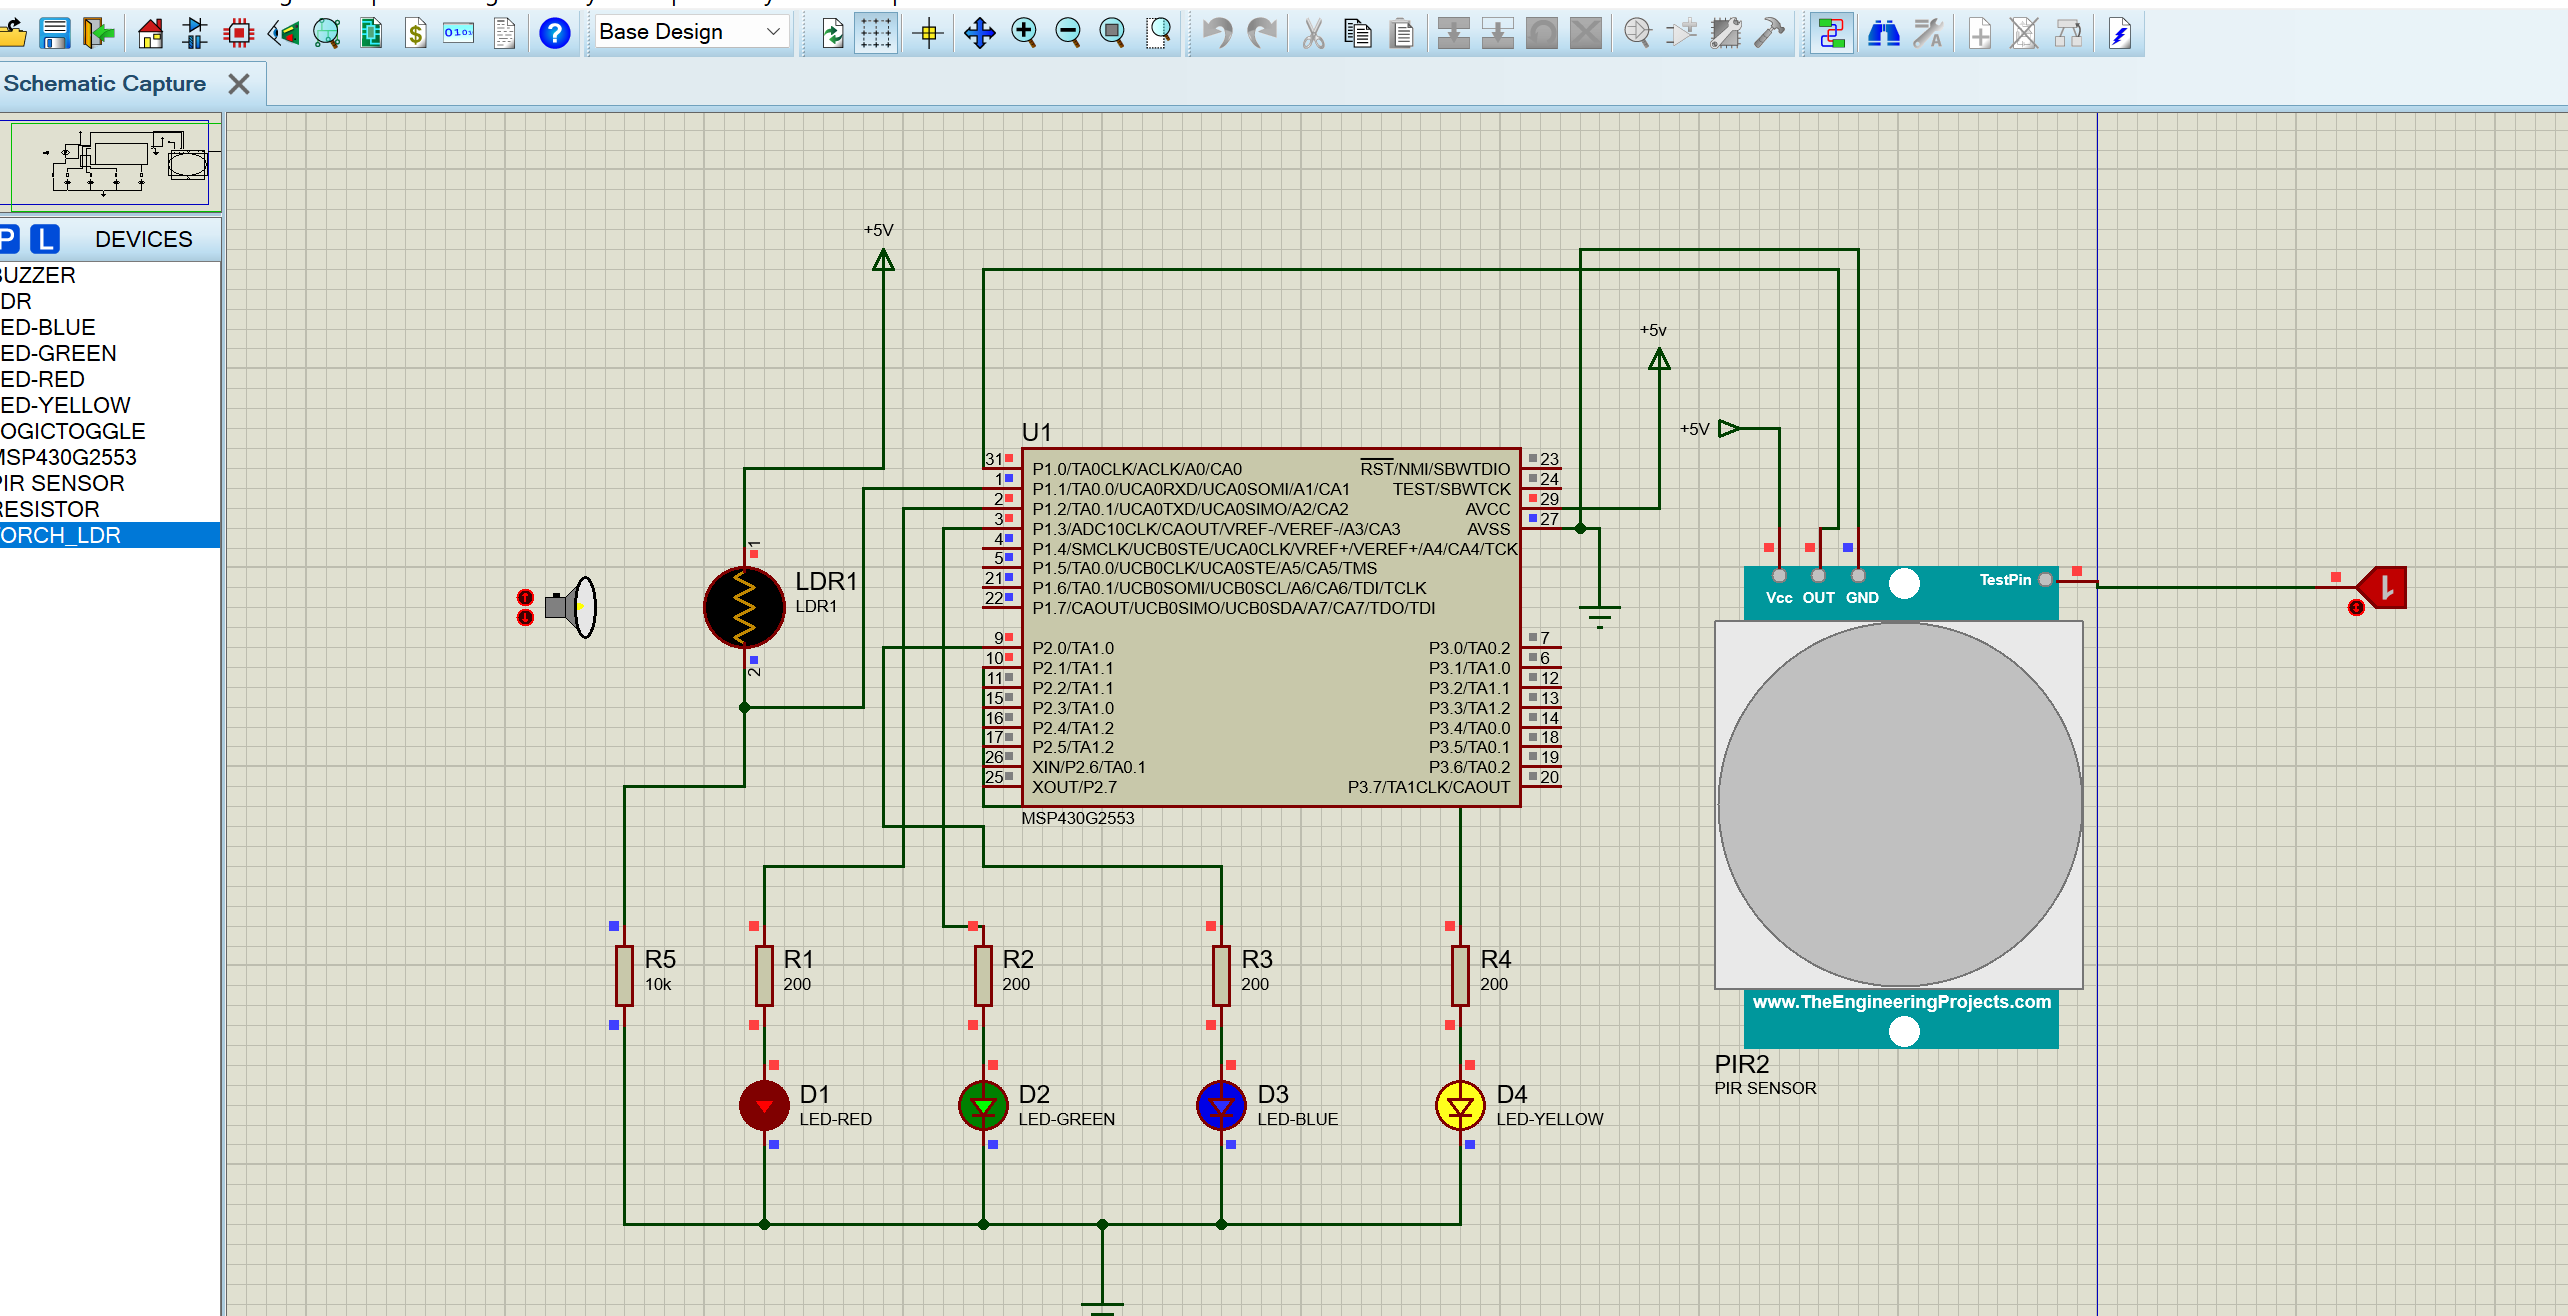 Base Design
Schematic Capture
P L DEVICES
BUZZER
DR
ED-BLUE
ED-GREEN
ED-RED
ED-YELLOW
OGICTOGGLE
MSP430G2553
PIR SENSOR
RESISTOR
ORCH_LDR
+5V
+5v
+5V
U1
31 P1.0/TA0CLK/ACLK/A0/CA0 RST/NMI/SBWTDIO 23
1 P1.1/TA0.0/UCA0RXD/UCA0SOMI/A1/CA1 TEST/SBWTCK 24
2 P1.2/TA0.1/UCA0TXD/UCA0SIMO/A2/CA2 AVCC 29
3 P1.3/ADC10CLK/CAOUT/VREF-/VEREF-/A3/CA3 AVSS 27
4 P1.4/SMCLK/UCB0STE/UCA0CLK/VREF+/VEREF+/A4/CA4/TCK
5 P1.5/TA0.0/UCB0CLK/UCA0STE/A5/CA5/TMS
21 P1.6/TA0.1/UCB0SOMI/UCB0SCL/A6/CA6/TDI/TCLK
22 P1.7/CAOUT/UCB0SIMO/UCB0SDA/A7/CA7/TDO/TDI
9 P2.0/TA1.0 P3.0/TA0.2 7
10 P2.1/TA1.1 P3.1/TA1.0 6
11 P2.2/TA1.1 P3.2/TA1.1 12
15 P2.3/TA1.0 P3.3/TA1.2 13
16 P2.4/TA1.2 P3.4/TA0.0 14
17 P2.5/TA1.2 P3.5/TA0.1 18
26 XIN/P2.6/TA0.1 P3.6/TA0.2 19
25 XOUT/P2.7 P3.7/TA1CLK/CAOUT 20
MSP430G2553
1
LDR1
LDR1
2
TestPin
Vcc OUT GND
1
www.TheEngineeringProjects.com
PIR2
PIR SENSOR
R5
10k
R1
200
R2
200
R3
200
R4
200
D1
LED-RED
D2
LED-GREEN
D3
LED-BLUE
D4
LED-YELLOW